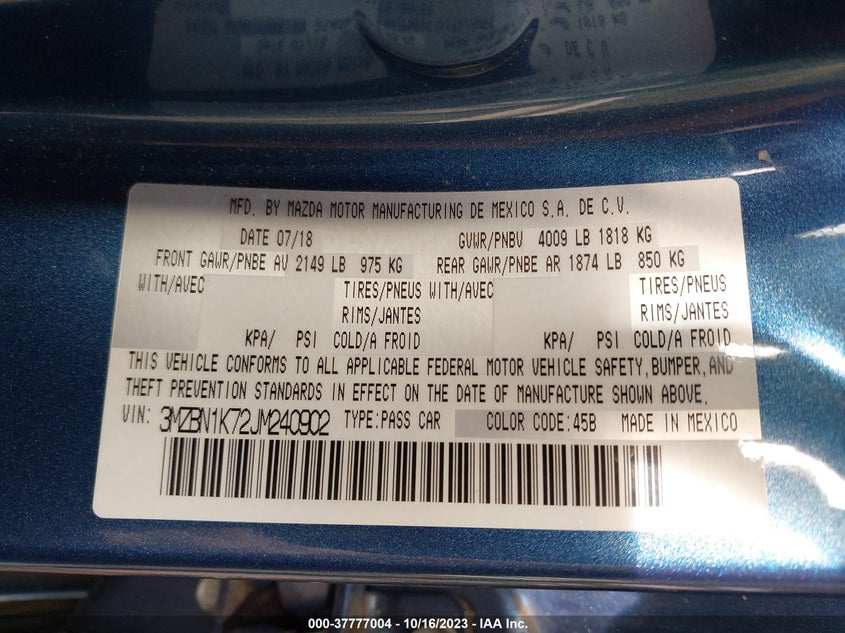 MFD. BY MAZDA MOTOR MANUFACTURING DE MEXICO S.A. DE C.V.
DATE 07/18 GVWR/PNBV 4009 LB 1818 KG
FRONT GAWR/PNBE AV 2149 LB 975 KG REAR GAWR/PNBE AR 1874 LB 850 KG
WITH/AVEC TIRES/PNEUS WITH/AVEC TIRES/PNEUS
RIMS/JANTES RIMS/JANTES
KPA/ PSI COLD/A FROID KPA/ PSI COLD/A FROID
THIS VEHICLE CONFORMS TO ALL APPLICABLE FEDERAL MOTOR VEHICLE SAFETY, BUMPER, AND
THEFT PREVENTION STANDARDS IN EFFECT ON THE DATE OF MANUFACTURE SHOWN ABOVE.
VIN: 3MZBN1K72JM240902 TYPE:PASS CAR COLOR CODE:45B MADE IN MEXICO
000-37777004 - 10/16/2023 - IAA Inc.